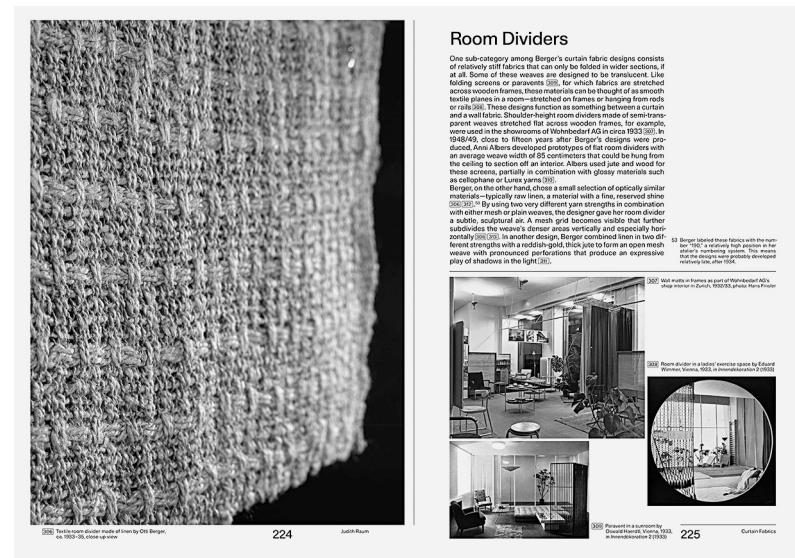 306 Textile room divider made of linen by Otti Berger,
ca. 1933–35, close-up view
224
Judith Raum
Room Dividers
One sub-category among Berger's curtain fabric designs consists
of relatively stiff fabrics that can only be folded in wider sections, if
at all. Some of these weaves are designed to be translucent. Like
folding screens or paravents 309, for which fabrics are stretched
across wooden frames, these materials can be thought of as smooth
textile planes in a room—stretched on frames or hanging from rods
or rails 308. These designs function as something between a curtain
and a wall fabric. Shoulder-height room dividers made of semi-trans-
parent weaves stretched flat across wooden frames, for example,
were used in the showrooms of Wohnbedarf AG in circa 1933 307. In
1948/49, close to fifteen years after Berger's designs were pro-
duced, Anni Albers developed prototypes of flat room dividers with
an average weave width of 85 centimeters that could be hung from
the ceiling to section off an interior. Albers used jute and wood for
these screens, partially in combination with glossy materials such
as cellophane or Lurex yarns 310.
Berger, on the other hand, chose a small selection of optically similar
materials—typically raw linen, a material with a fine, reserved shine
306 312.53 By using two very different yarn strengths in combination
with either mesh or plain weaves, the designer gave her room divider
a subtle, sculptural air. A mesh grid becomes visible that further
subdivides the weave's denser areas vertically and especially hori-
zontally 306 312. In another design, Berger combined linen in two dif-
ferent strengths with a reddish-gold, thick jute to form an open mesh
weave with pronounced perforations that produce an expressive
play of shadows in the light 311.
53 Berger labeled these fabrics with the num-
ber "190," a relatively high position in her
atelier's numbering system. This means
that the designs were probably developed
relatively late, after 1934.
307 Wall matts in frames as part of Wohnbedarf AG's
shop interior in Zurich, 1932/33, photo: Hans Finsler
308 Room divider in a ladies' exercise space by Eduard
Wimmer, Vienna, 1933, in Innendekoration 2 (1933)
309 Paravent in a sunroom by
Oswald Haerdtl, Vienna, 1933,
in Innendekoration 2 (1933)
225
Curtain Fabrics